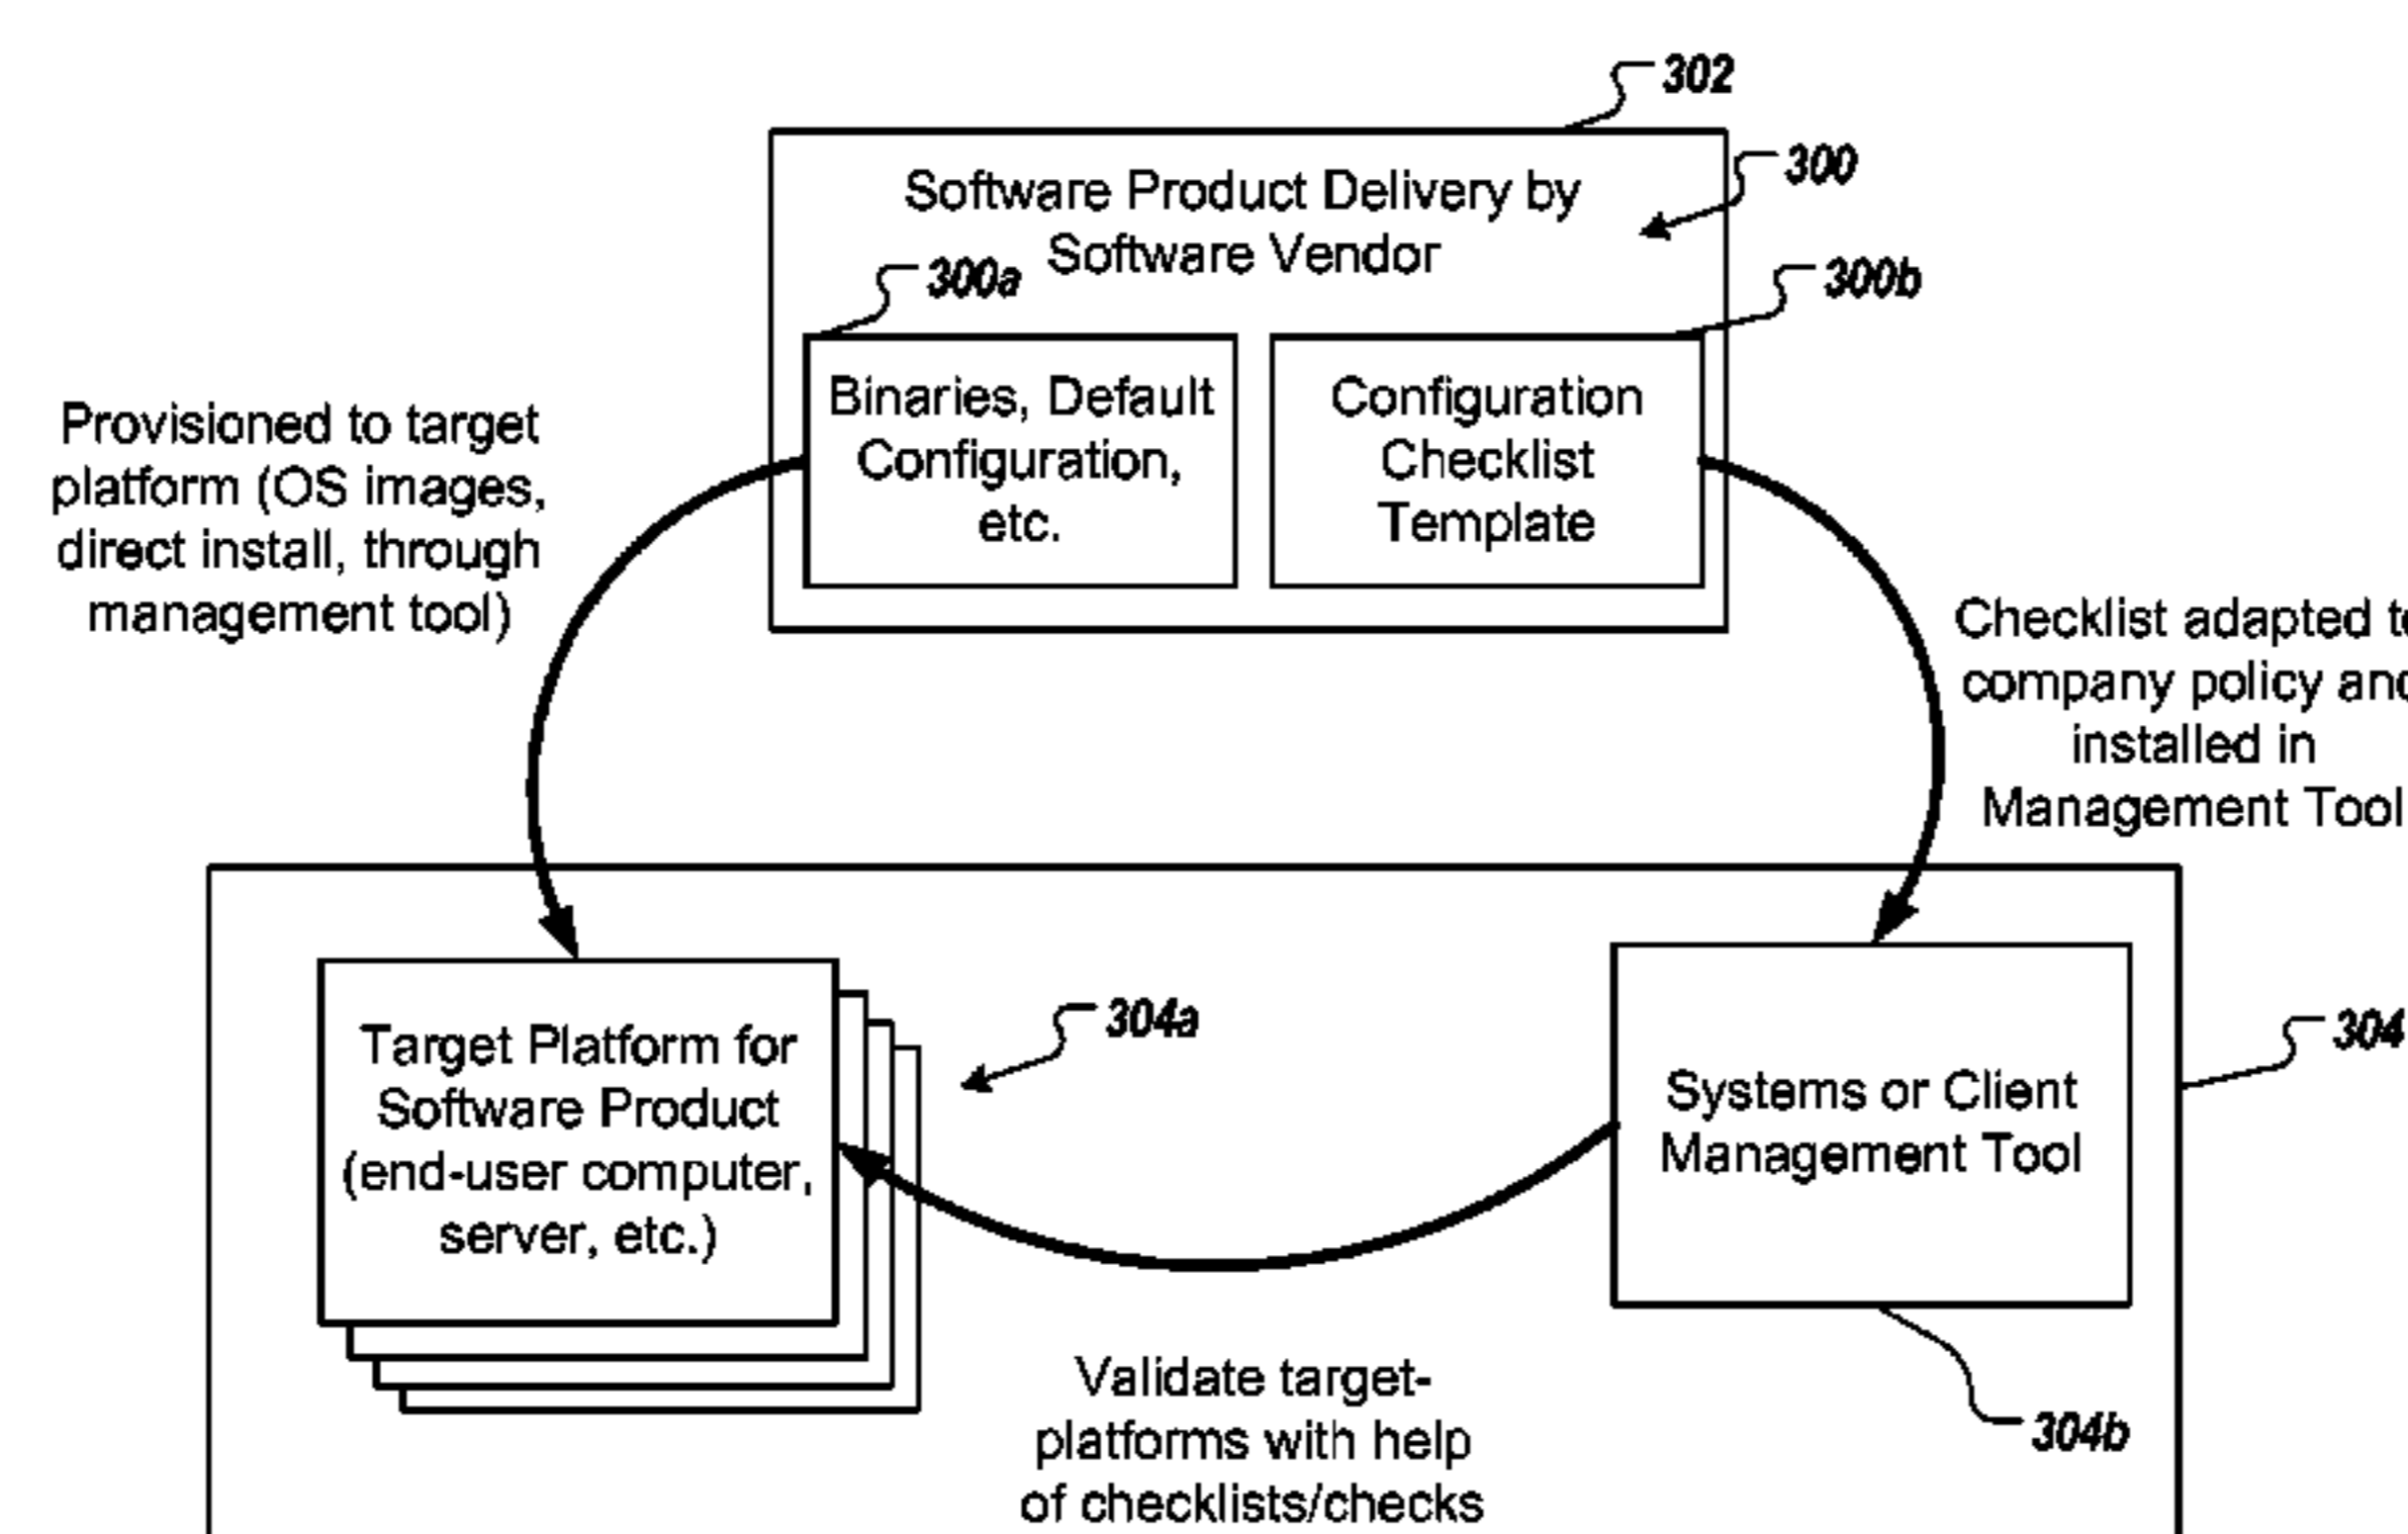 302
300
Software Product Delivery by
Software Vendor
300a
300b
Binaries, Default
Configuration,
etc.
Configuration
Checklist
Template
Provisioned to target
platform (OS images,
direct install, through
management tool)
Checklist adapted to
company policy and
installed in
Management Tool
304a
304
Target Platform for
Software Product
(end-user computer,
server, etc.)
Systems or Client
Management Tool
304b
Validate target-
platforms with help
of checklists/checks